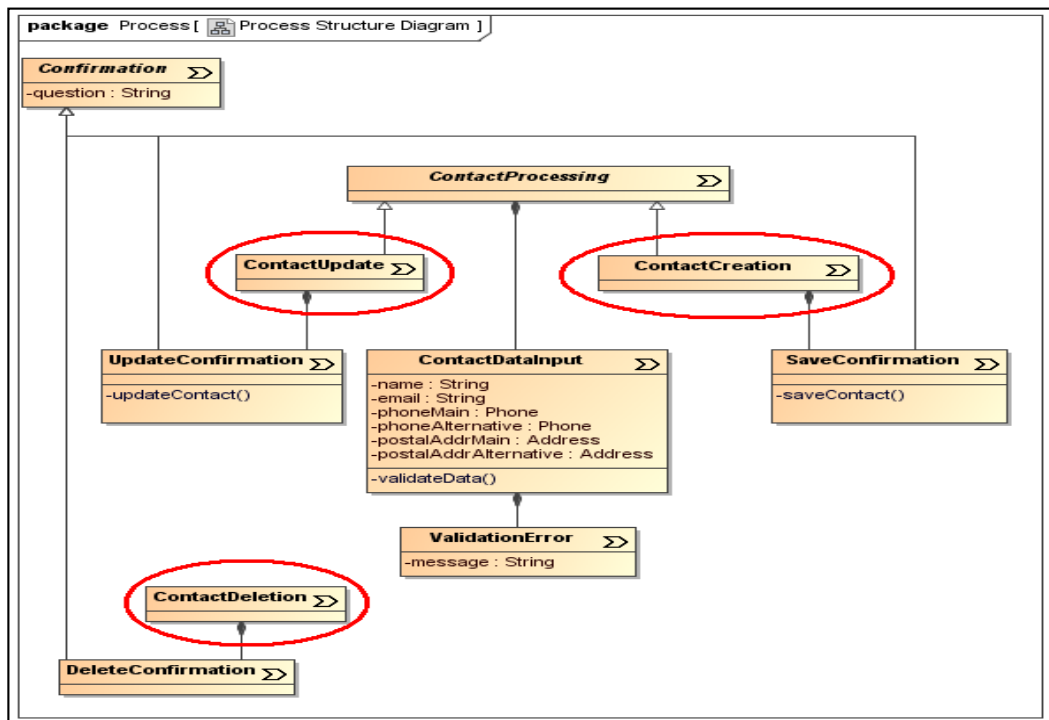 package Process [ Process Structure Diagram ]
Confirmation
-question : String
ContactProcessing
ContactUpdate
ContactCreation
UpdateConfirmation
-updateContact()
ContactDataInput
-name : String
-email : String
-phoneMain : Phone
-phoneAlternative : Phone
-postalAddrMain : Address
-postalAddrAlternative : Address
-validateData()
SaveConfirmation
-saveContact()
ValidationError
-message : String
ContactDeletion
DeleteConfirmation